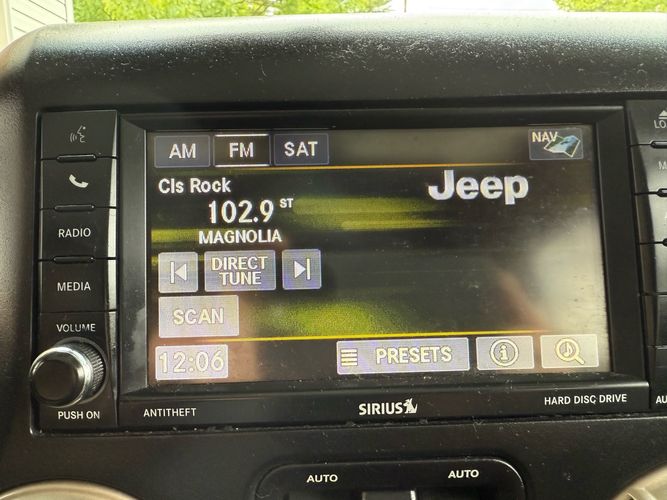 AM FM SAT NAV
Cls Rock
Jeep
102.9 ST
MAGNOLIA
DIRECT
TUNE
SCAN
12:06 PRESETS i
RADIO
MEDIA
VOLUME
PUSH ON
ANTITHEFT
SIRIUS
HARD DISC DRIVE
AUTO AUTO